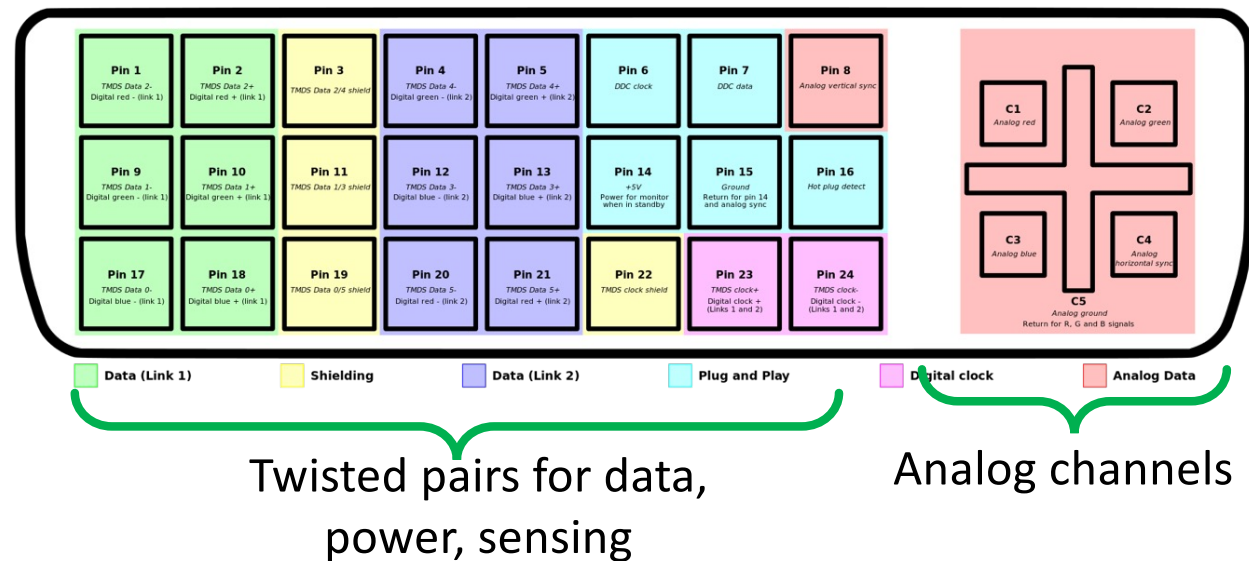 Pin 1
TMDS Data 2-
Digital red - (link 1)
Pin 2
TMDS Data 2+
Digital red + (link 1)
Pin 3
TMDS Data 2/4 shield
Pin 4
TMDS Data 4-
Digital green - (link 2)
Pin 5
TMDS Data 4+
Digital green + (link 2)
Pin 6
DDC clock
Pin 7
DDC data
Pin 8
Analog vertical sync
Pin 9
TMDS Data 1-
Digital green - (link 1)
Pin 10
TMDS Data 1+
Digital green + (link 1)
Pin 11
TMDS Data 1/3 shield
Pin 12
TMDS Data 3-
Digital blue - (link 2)
Pin 13
TMDS Data 3+
Digital blue + (link 2)
Pin 14
+5V
Power for monitor
when in standby
Pin 15
Ground
Return for pin 14
and analog sync
Pin 16
Hot plug detect
Pin 17
TMDS Data 0-
Digital blue - (link 1)
Pin 18
TMDS Data 0+
Digital blue + (link 1)
Pin 19
TMDS Data 0/5 shield
Pin 20
TMDS Data 5-
Digital red - (link 2)
Pin 21
TMDS Data 5+
Digital red + (link 2)
Pin 22
TMDS clock shield
Pin 23
TMDS clock+
Digital clock +
(Links 1 and 2)
Pin 24
TMDS clock-
Digital clock -
(Links 1 and 2)
C1
Analog red
C2
Analog green
C3
Analog blue
C4
Analog
horizontal sync
C5
Analog ground
Return for R, G and B signals
Data (Link 1)
Shielding
Data (Link 2)
Plug and Play
Digital clock
Analog Data
Twisted pairs for data,
power, sensing
Analog channels